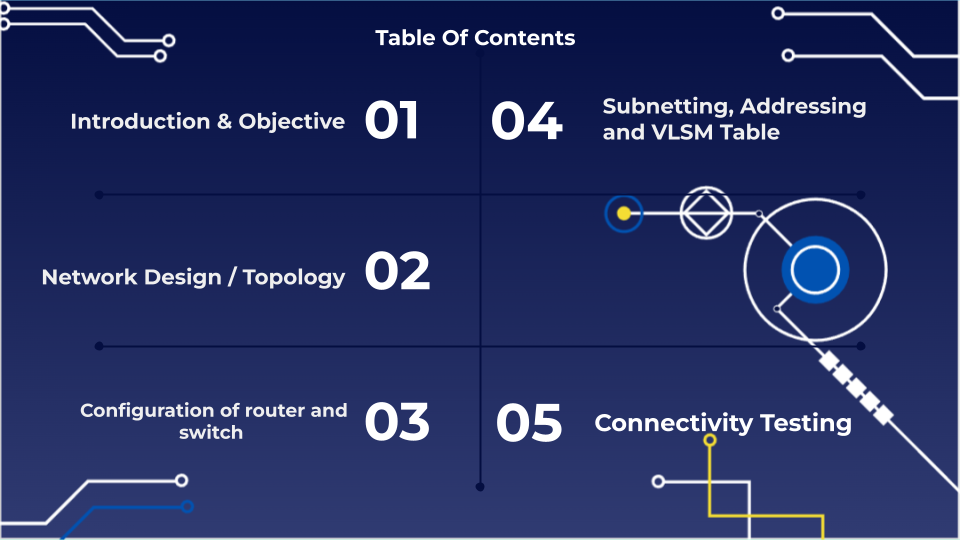 Table Of Contents
Introduction & Objective 01
04 Subnetting, Addressing
and VLSM Table
Network Design / Topology 02
Configuration of router and
switch
03
05 Connectivity Testing